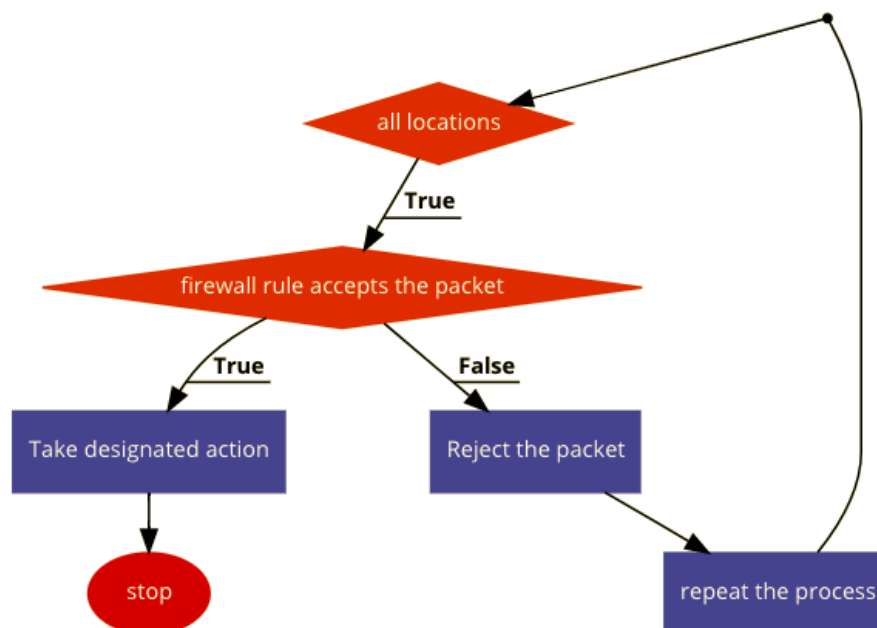 all locations
True
firewall rule accepts the packet
True
False
Take designated action
Reject the packet
stop
repeat the process